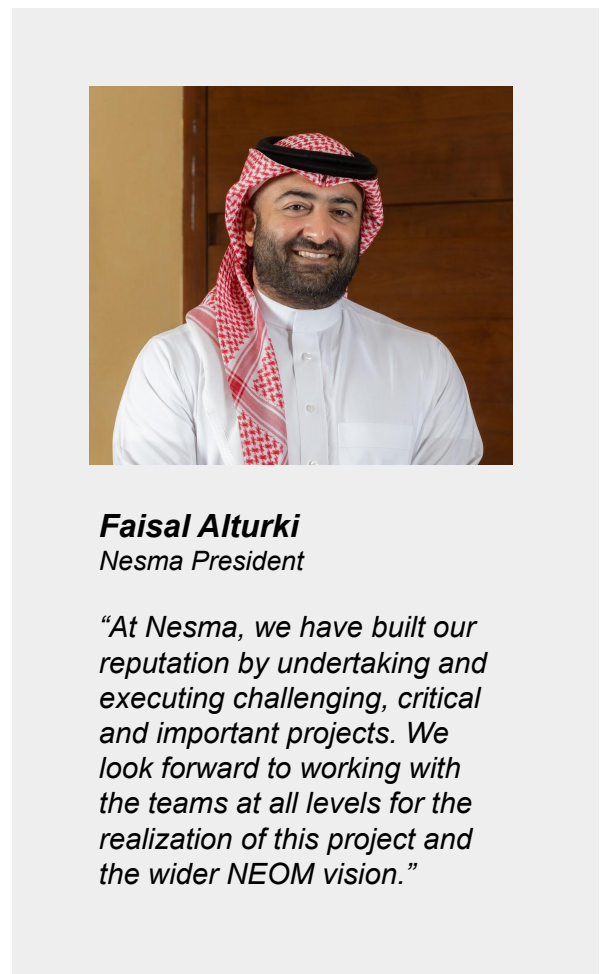 Faisal Alturki
Nesma President
“At Nesma, we have built our
reputation by undertaking and
executing challenging, critical
and important projects. We
look forward to working with
the teams at all levels for the
realization of this project and
the wider NEOM vision.”